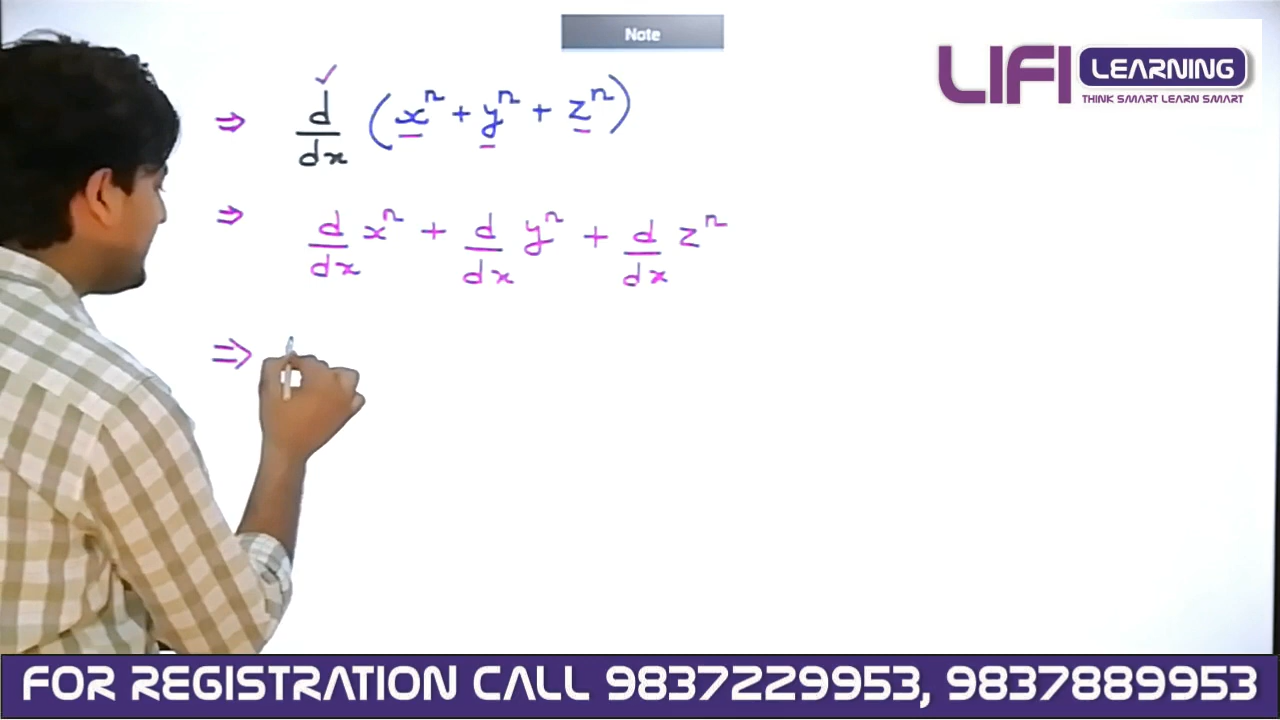 Note
LIFI LEARNING
THINK SMART LEARN SMART
⇒ d/dx (xⁿ + yⁿ + zⁿ)
⇒ d/dx xⁿ + d/dx yⁿ + d/dx zⁿ
⇒
FOR REGISTRATION CALL 9837229953, 9837889953